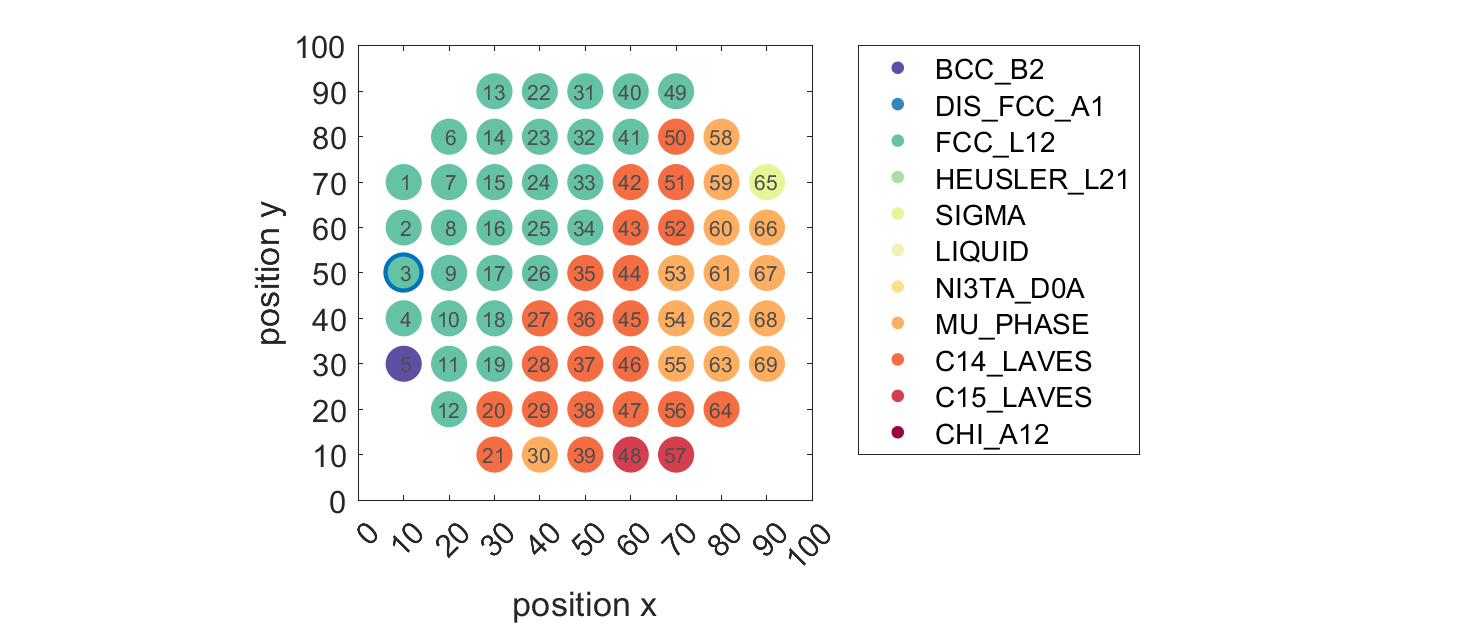 100
90
80
70
60
50
40
30
20
10
0
position y
13 22 31 40 49
6 14 23 32 41 50 58
1 7 15 24 33 42 51 59 65
2 8 16 25 34 43 52 60 66
3 9 17 26 35 44 53 61 67
4 10 18 27 36 45 54 62 68
5 11 19 28 37 46 55 63 69
12 20 29 38 47 56 64
21 30 39 48 57
0 10 20 30 40 50 60 70 80 90 100
position x
BCC_B2
DIS_FCC_A1
FCC_L12
HEUSLER_L21
SIGMA
LIQUID
NI3TA_D0A
MU_PHASE
C14_LAVES
C15_LAVES
CHI_A12